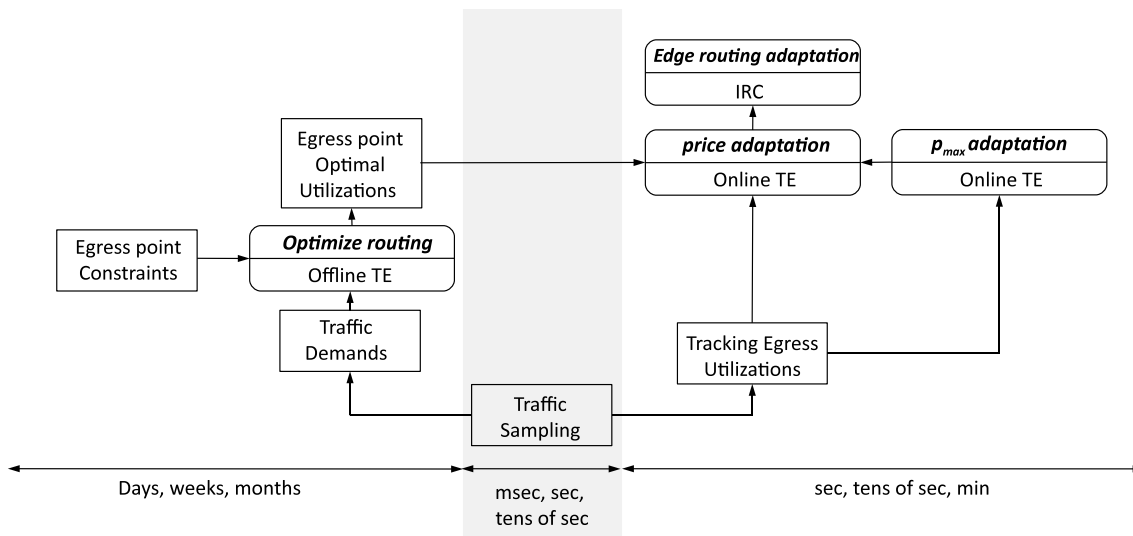 Edge routing adaptation
IRC
Egress point
Optimal
Utilizations
price adaptation
Online TE
pmax adaptation
Online TE
Egress point
Constraints
Optimize routing
Offline TE
Traffic
Demands
Tracking Egress
Utilizations
Traffic
Sampling
Days, weeks, months
msec, sec,
tens of sec
sec, tens of sec, min